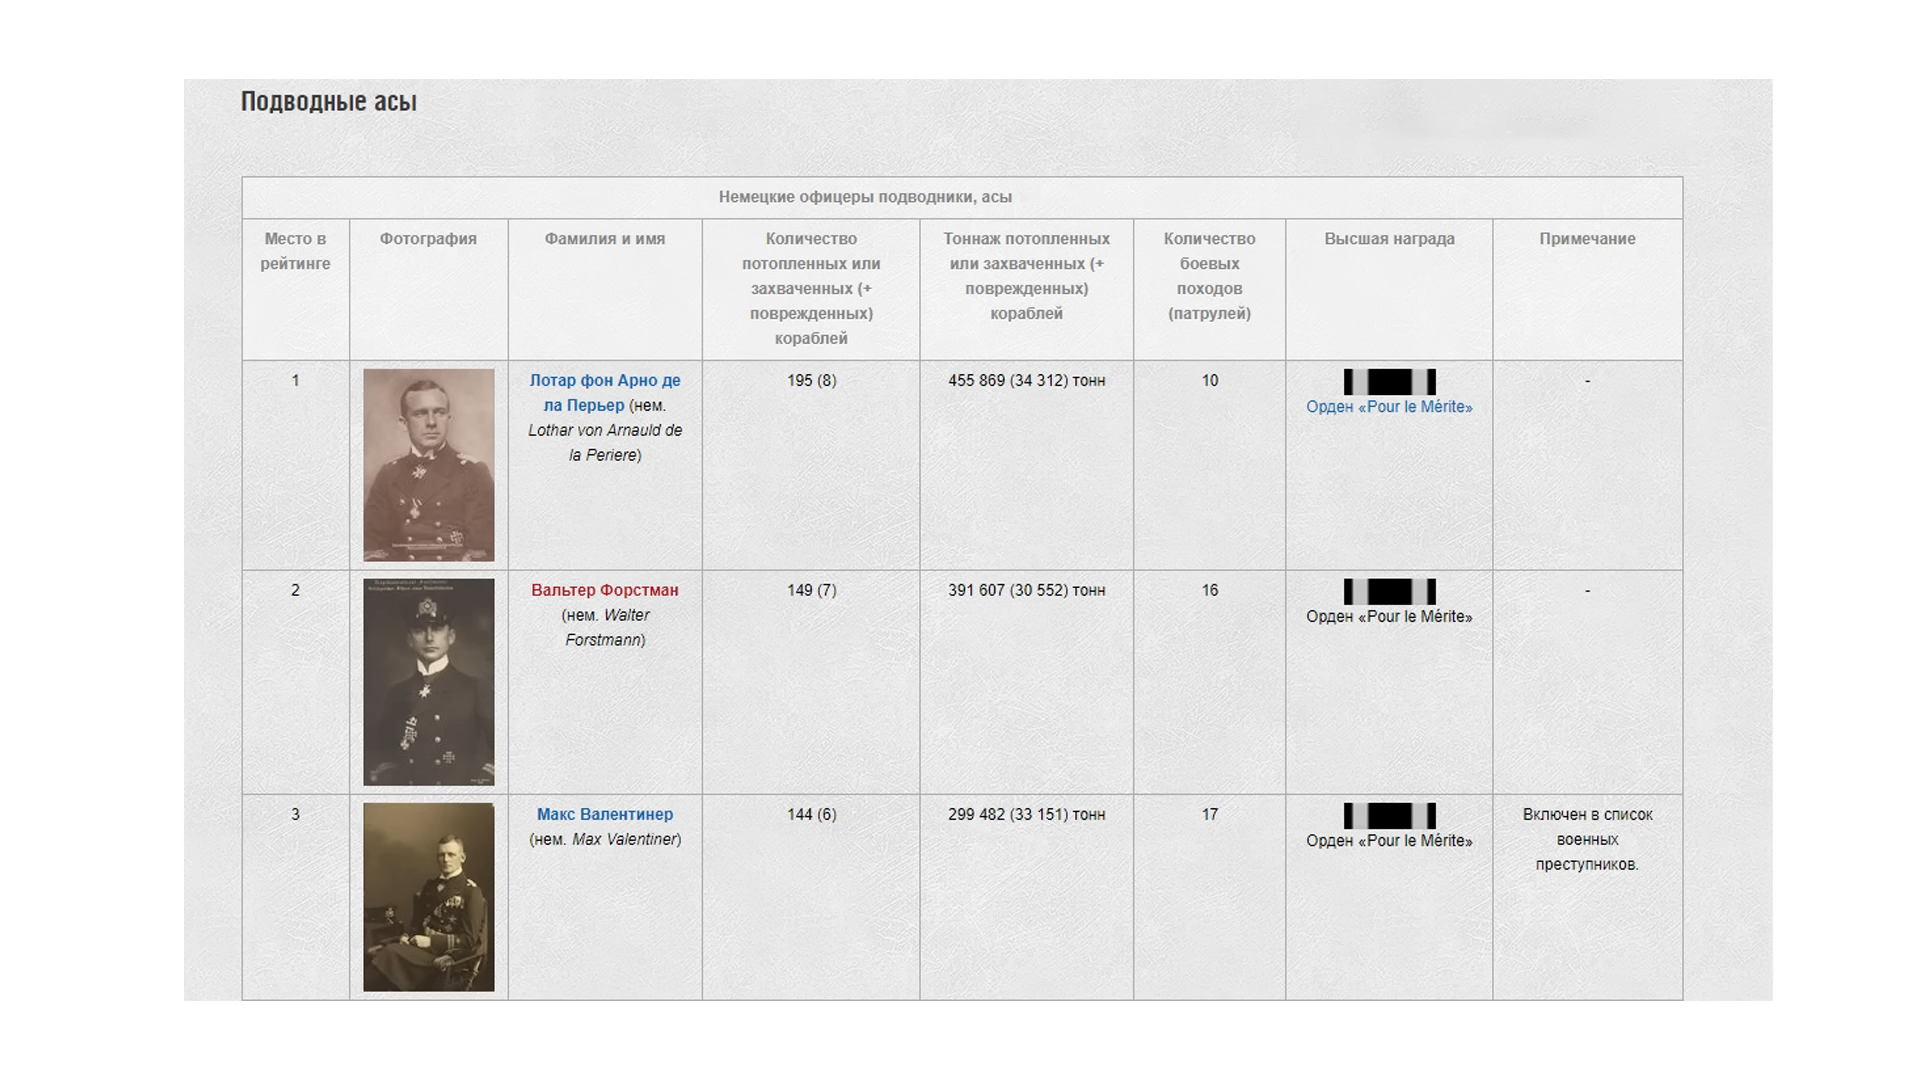 Подводные асы
Немецкие офицеры подводники, асы
Место в
рейтинге
Фотография
Фамилия и имя
Количество
потопленных или
захваченных (+
поврежденных)
кораблей
Тоннаж потопленных
или захваченных (+
поврежденных)
кораблей
Количество
боевых
походов
(патрулей)
Высшая награда
Примечание
1
Лотар фон Арно де
ла Перьер (нем.
Lothar von Arnauld de
la Periere)
195 (8)
455 869 (34 312) тонн
10
Орден «Pour le Mérite»
-
2
Вальтер Форстман
(нем. Walter
Forstmann)
149 (7)
391 607 (30 552) тонн
16
Орден «Pour le Mérite»
-
3
Макс Валентинер
(нем. Max Valentiner)
144 (6)
299 482 (33 151) тонн
17
Орден «Pour le Mérite»
Включен в список
военных
преступников.